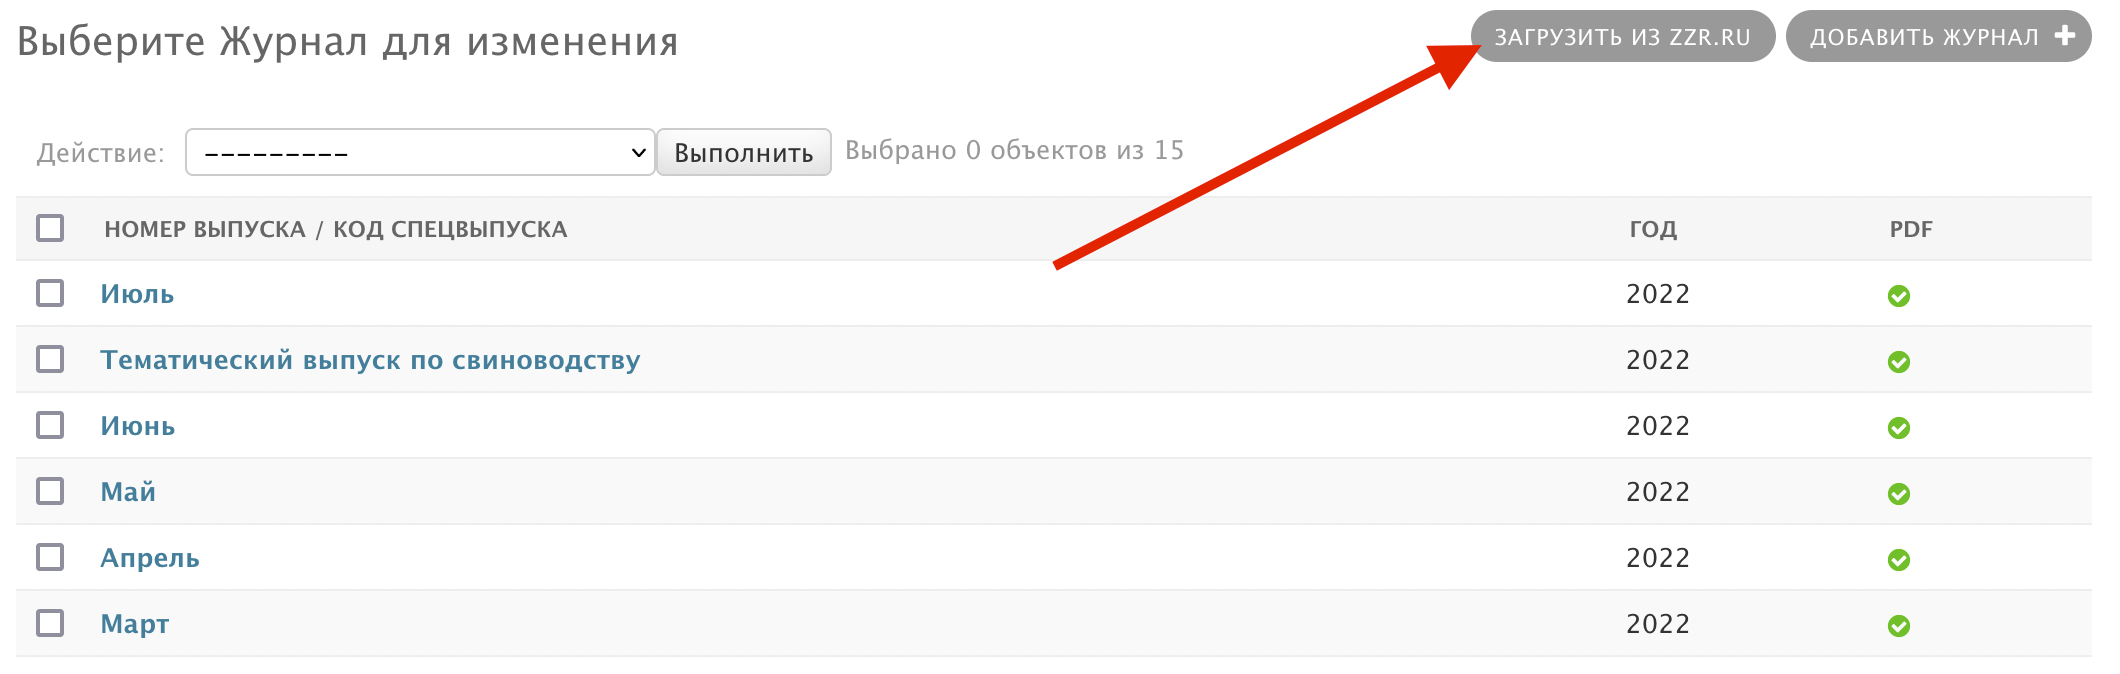 Выберите Журнал для изменения
ЗАГРУЗИТЬ ИЗ ZZR.RU
ДОБАВИТЬ ЖУРНАЛ +
Действие: --------- Выполнить Выбрано 0 объектов из 15
НОМЕР ВЫПУСКА / КОД СПЕЦВЫПУСКА ГОД PDF
Июль 2022
Тематический выпуск по свиноводству 2022
Июнь 2022
Май 2022
Апрель 2022
Март 2022